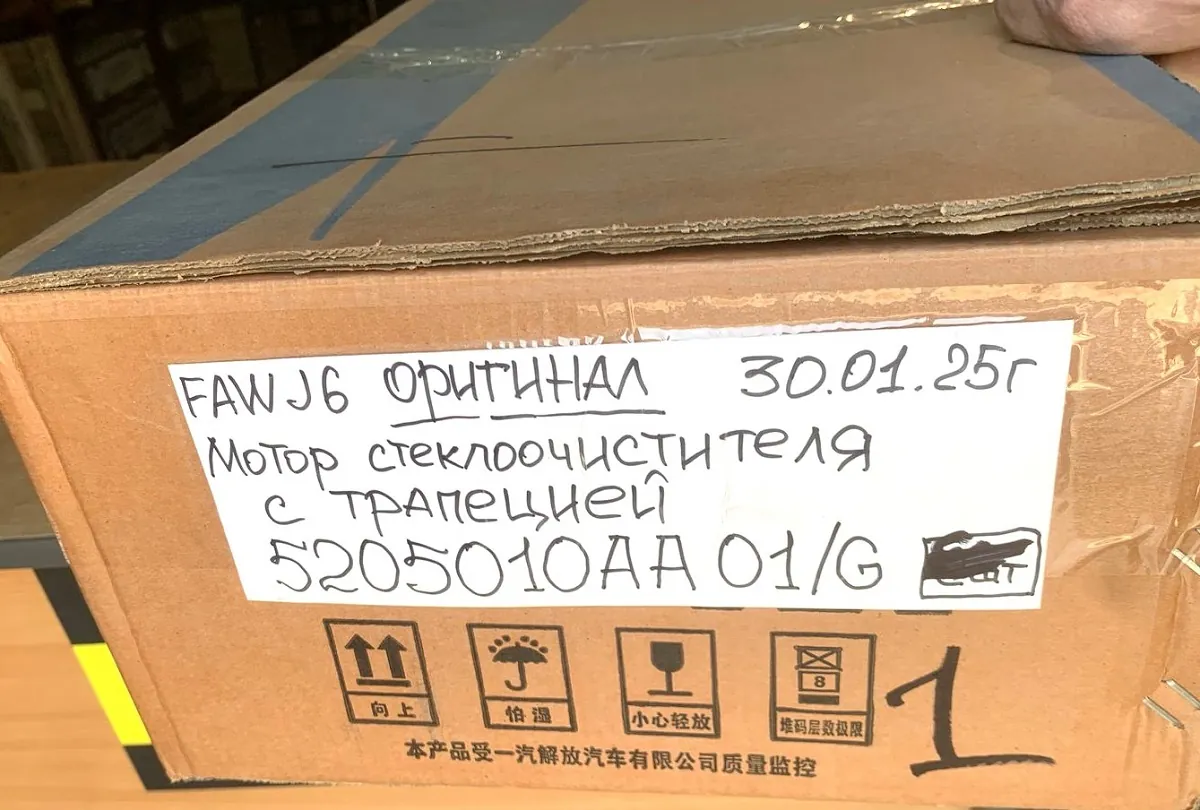 FAW J6 ОРИГИНАЛ 30.01.25г
Мотор стеклоочистителя
с трапецией
5205010AA01/G
шт
向上
怕湿
小心轻放
8
堆码层数极限
1
本产品受一汽解放汽车有限公司质量监控